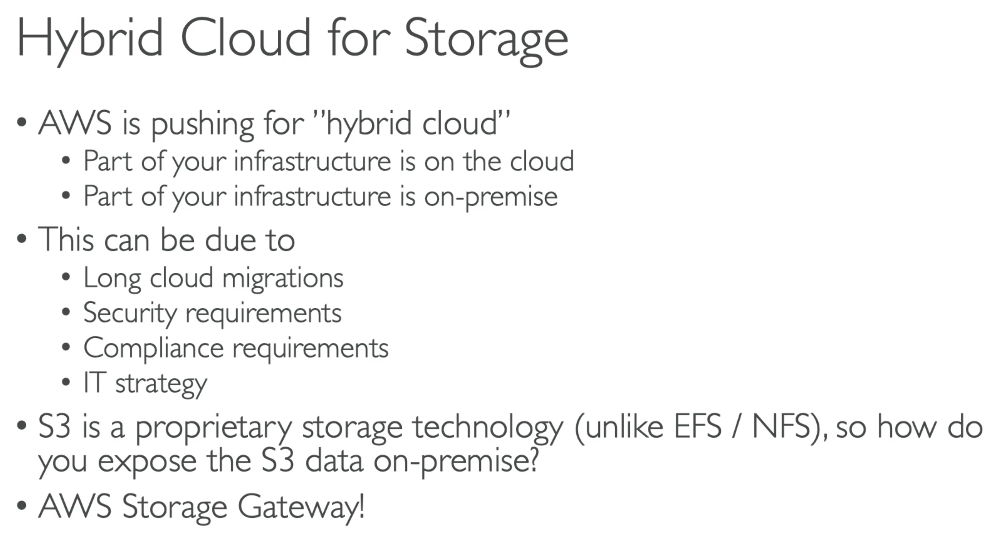 Hybrid Cloud for Storage
• AWS is pushing for ”hybrid cloud”
• Part of your infrastructure is on the cloud
• Part of your infrastructure is on-premise
• This can be due to
• Long cloud migrations
• Security requirements
• Compliance requirements
• IT strategy
• S3 is a proprietary storage technology (unlike EFS / NFS), so how do
you expose the S3 data on-premise?
• AWS Storage Gateway!